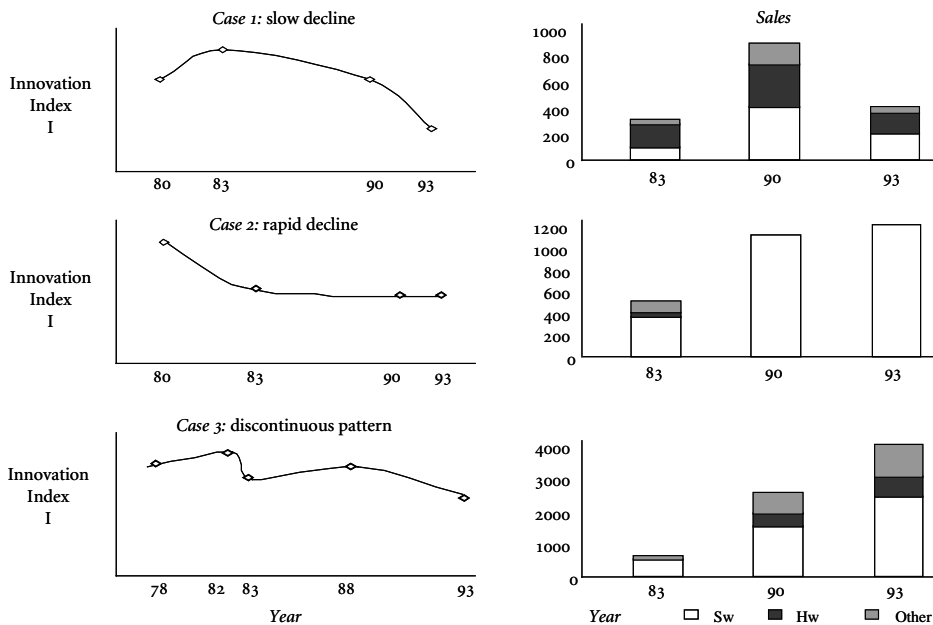 Case 1: slow decline
Sales
Innovation
Index
I
80 83 90 93
1000
800
600
400
200
0
83 90 93
Case 2: rapid decline
Innovation
Index
I
80 83 90 93
1200
1000
800
600
400
200
0
83 90 93
Case 3: discontinuous pattern
Innovation
Index
I
78 82 83 88 93
Year
4000
3000
2000
1000
0
83 90 93
Year Sw Hw Other